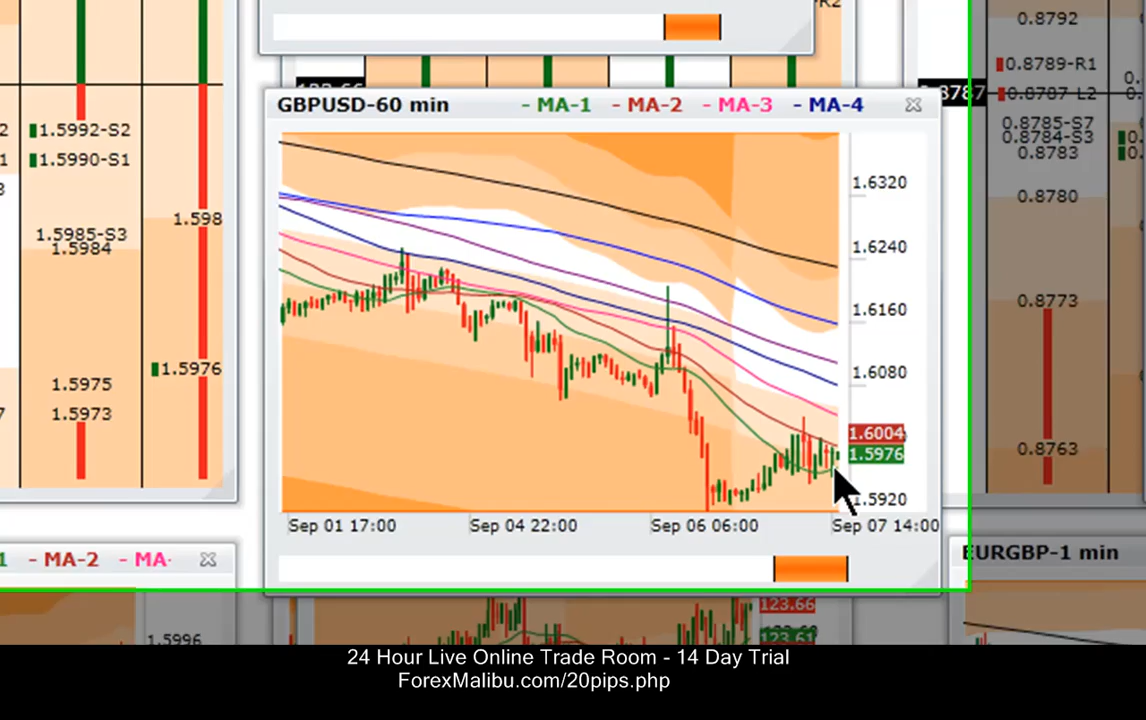 R2
0.8792
0.8789-R1
0.8787 L2
0.8787
0.8785-S7
0.8784-S3
0.8783
0.8780
0.8773
0.8763
1.5992-S2
1.5990-S1
1.598
1.5985-S3
1.5984
1.5976
1.5975
1.5973
GBPUSD-60 min - MA-1 - MA-2 - MA-3 - MA-4
1.6320
1.6240
1.6160
1.6080
1.6004
1.5976
1.5920
Sep 01 17:00 Sep 04 22:00 Sep 06 06:00 Sep 07 14:00
1 - MA-2 - MA-
EURGBP-1 min
123.66
123.61
1.5996
24 Hour Live Online Trade Room - 14 Day Trial
ForexMalibu.com/20pips.php